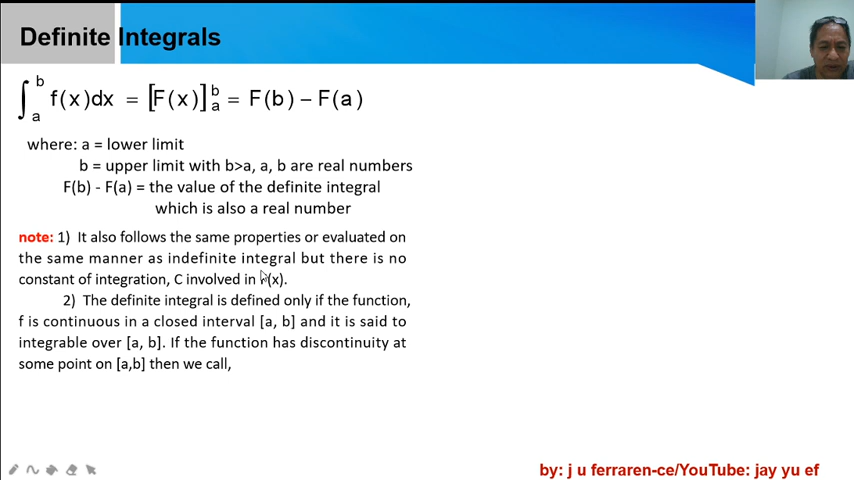 Definite Integrals
∫ₐᵇ f(x)dx = [F(x)]ₐᵇ = F(b) − F(a)
where: a = lower limit
b = upper limit with b>a, a, b are real numbers
F(b) - F(a) = the value of the definite integral
which is also a real number
note: 1) It also follows the same properties or evaluated on
the same manner as indefinite integral but there is no
constant of integration, C involved in F(x).
2) The definite integral is defined only if the function,
f is continuous in a closed interval [a, b] and it is said to
integrable over [a, b]. If the function has discontinuity at
some point on [a,b] then we call,
by: j u ferraren-ce/YouTube: jay yu ef